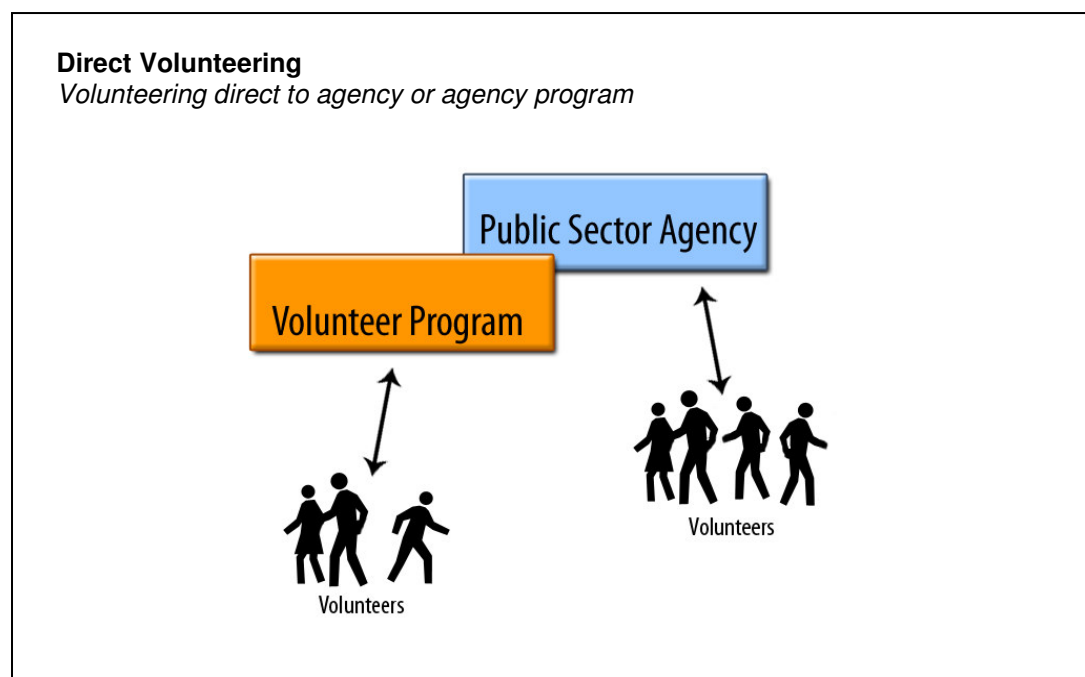 Direct Volunteering
Volunteering direct to agency or agency program
Public Sector Agency
Volunteer Program
Volunteers
Volunteers